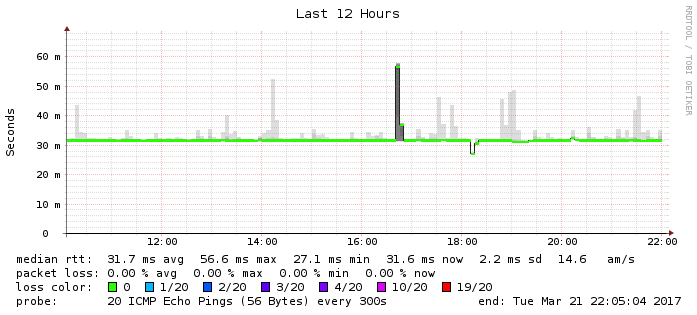 Last 12 Hours
RRDTOOL / TOBI OETIKER
Seconds
60 m
50 m
40 m
30 m
20 m
10 m
0
12:00 14:00 16:00 18:00 20:00 22:00
median rtt: 31.7 ms avg 56.6 ms max 27.1 ms min 31.6 ms now 2.2 ms sd 14.6 am/s
packet loss: 0.00 % avg 0.00 % max 0.00 % min 0.00 % now
loss color: 0 1/20 2/20 3/20 4/20 10/20 19/20
probe: 20 ICMP Echo Pings (56 Bytes) every 300s end: Tue Mar 21 22:05:04 2017